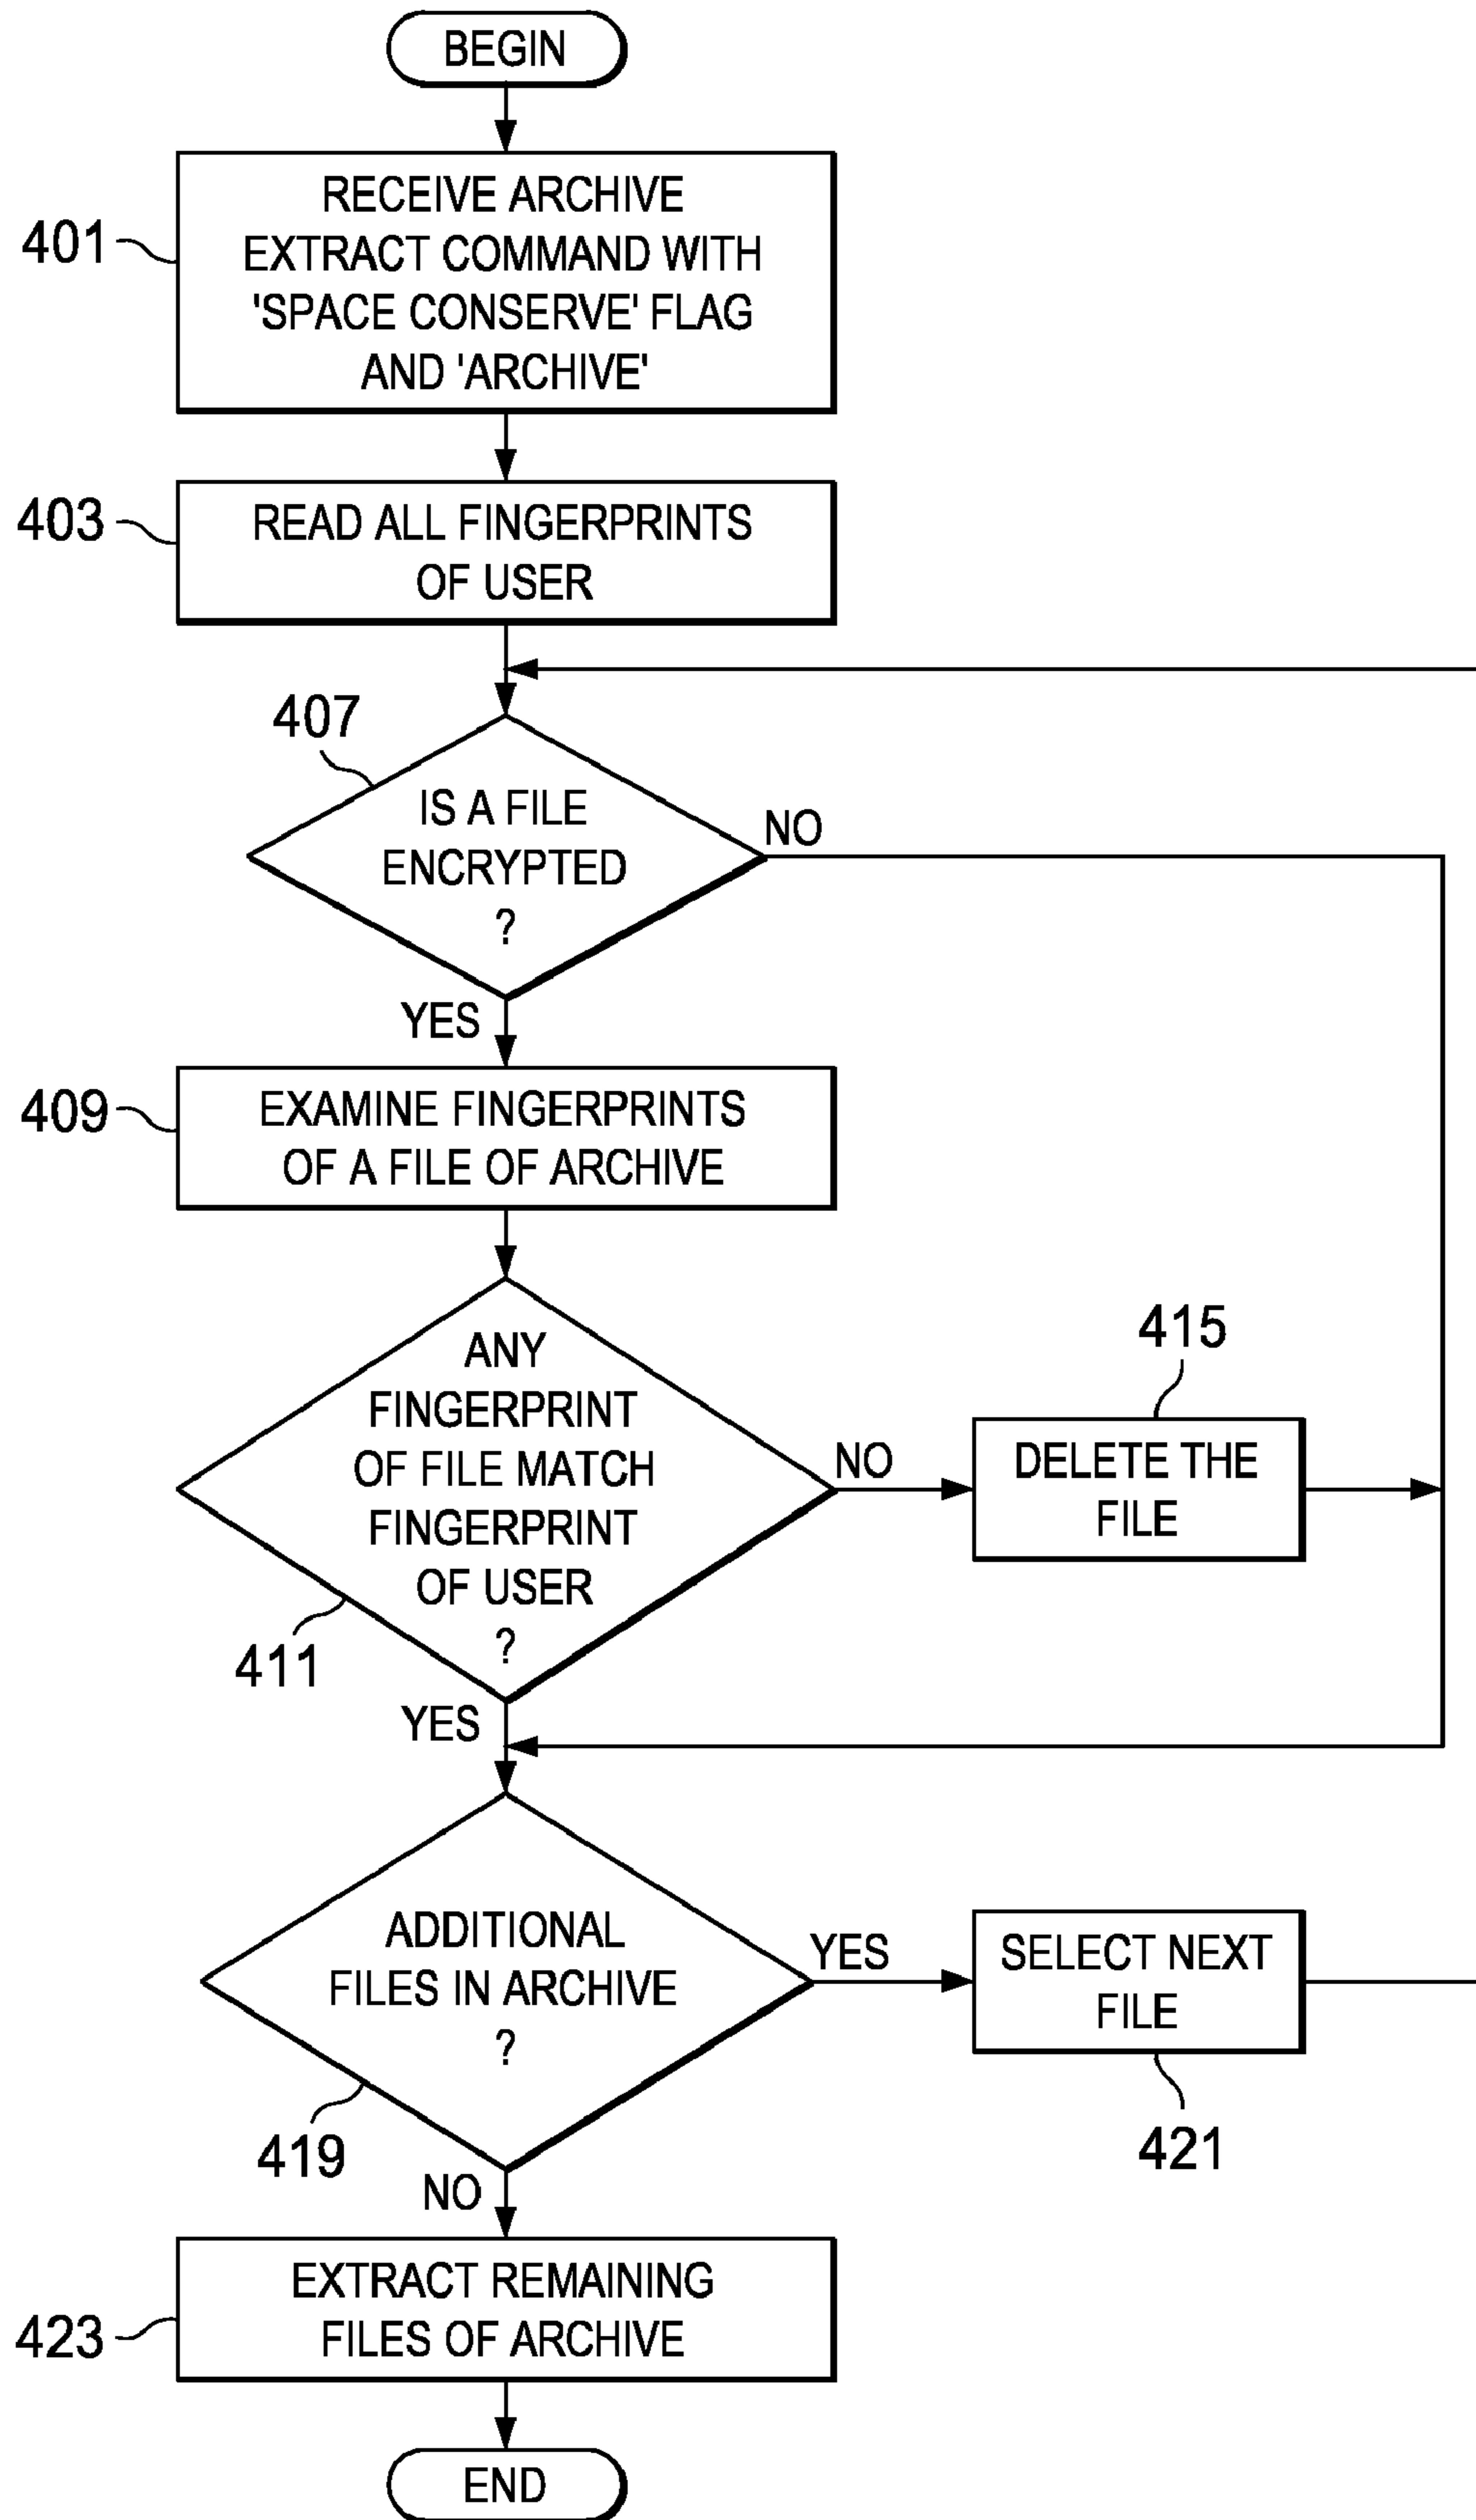 BEGIN
401
RECEIVE ARCHIVE
EXTRACT COMMAND WITH
'SPACE CONSERVE' FLAG
AND 'ARCHIVE'
403
READ ALL FINGERPRINTS
OF USER
407
IS A FILE
ENCRYPTED
?
NO
YES
409
EXAMINE FINGERPRINTS
OF A FILE OF ARCHIVE
ANY
FINGERPRINT
OF FILE MATCH
FINGERPRINT
OF USER
?
411
NO
415
DELETE THE
FILE
YES
ADDITIONAL
FILES IN ARCHIVE
?
419
YES
SELECT NEXT
FILE
421
NO
423
EXTRACT REMAINING
FILES OF ARCHIVE
END